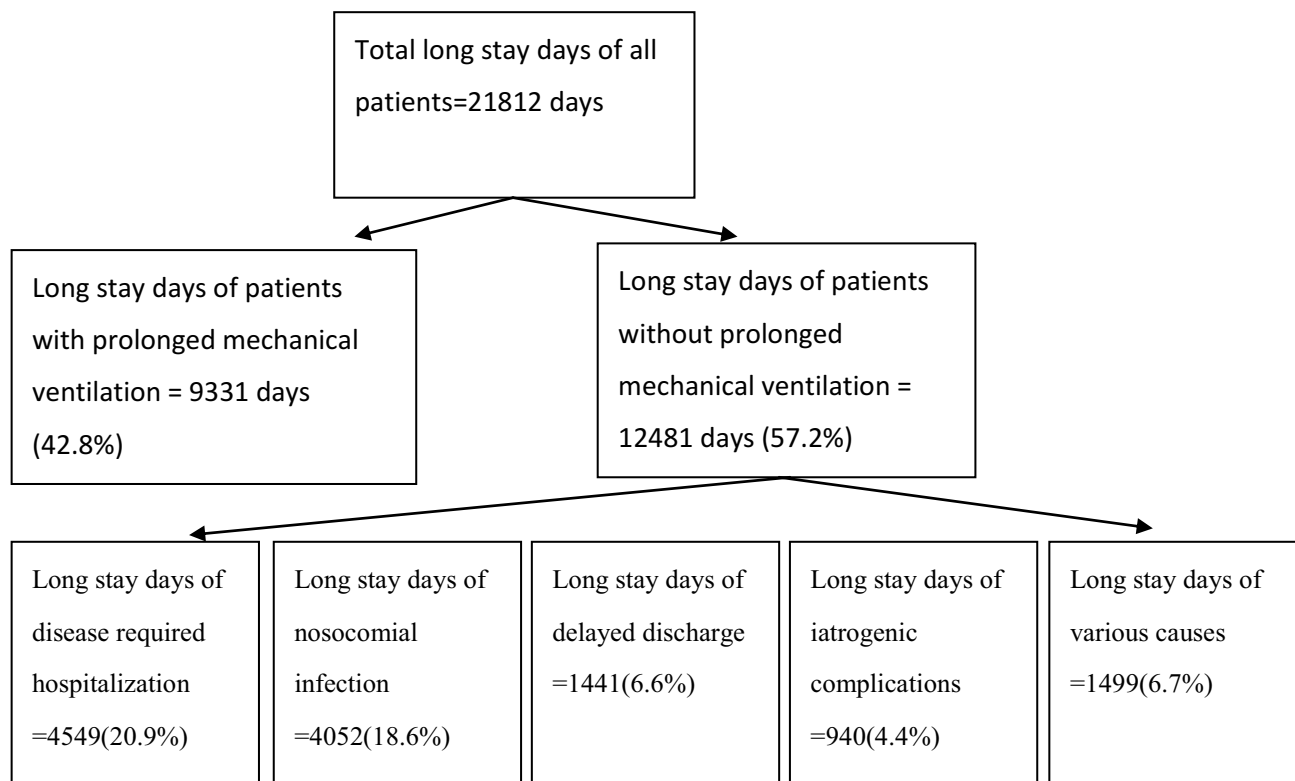 Total long stay days of all
patients=21812 days
Long stay days of patients
with prolonged mechanical
ventilation = 9331 days
(42.8%)
Long stay days of patients
without prolonged
mechanical ventilation =
12481 days (57.2%)
Long stay days of
disease required
hospitalization
=4549(20.9%)
Long stay days of
nosocomial
infection
=4052(18.6%)
Long stay days of
delayed discharge
=1441(6.6%)
Long stay days of
iatrogenic
complications
=940(4.4%)
Long stay days of
various causes
=1499(6.7%)